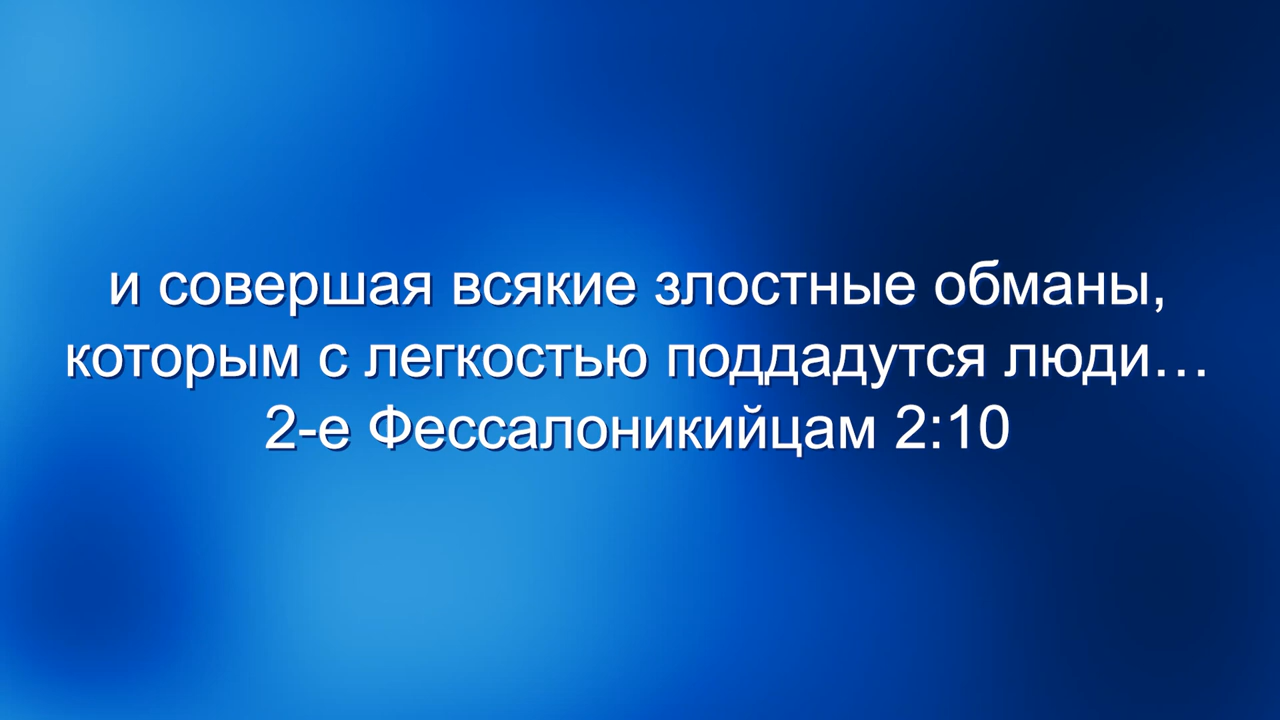 и совершая всякие злостные обманы,
которым с легкостью поддадутся люди…
2-е Фессалоникийцам 2:10